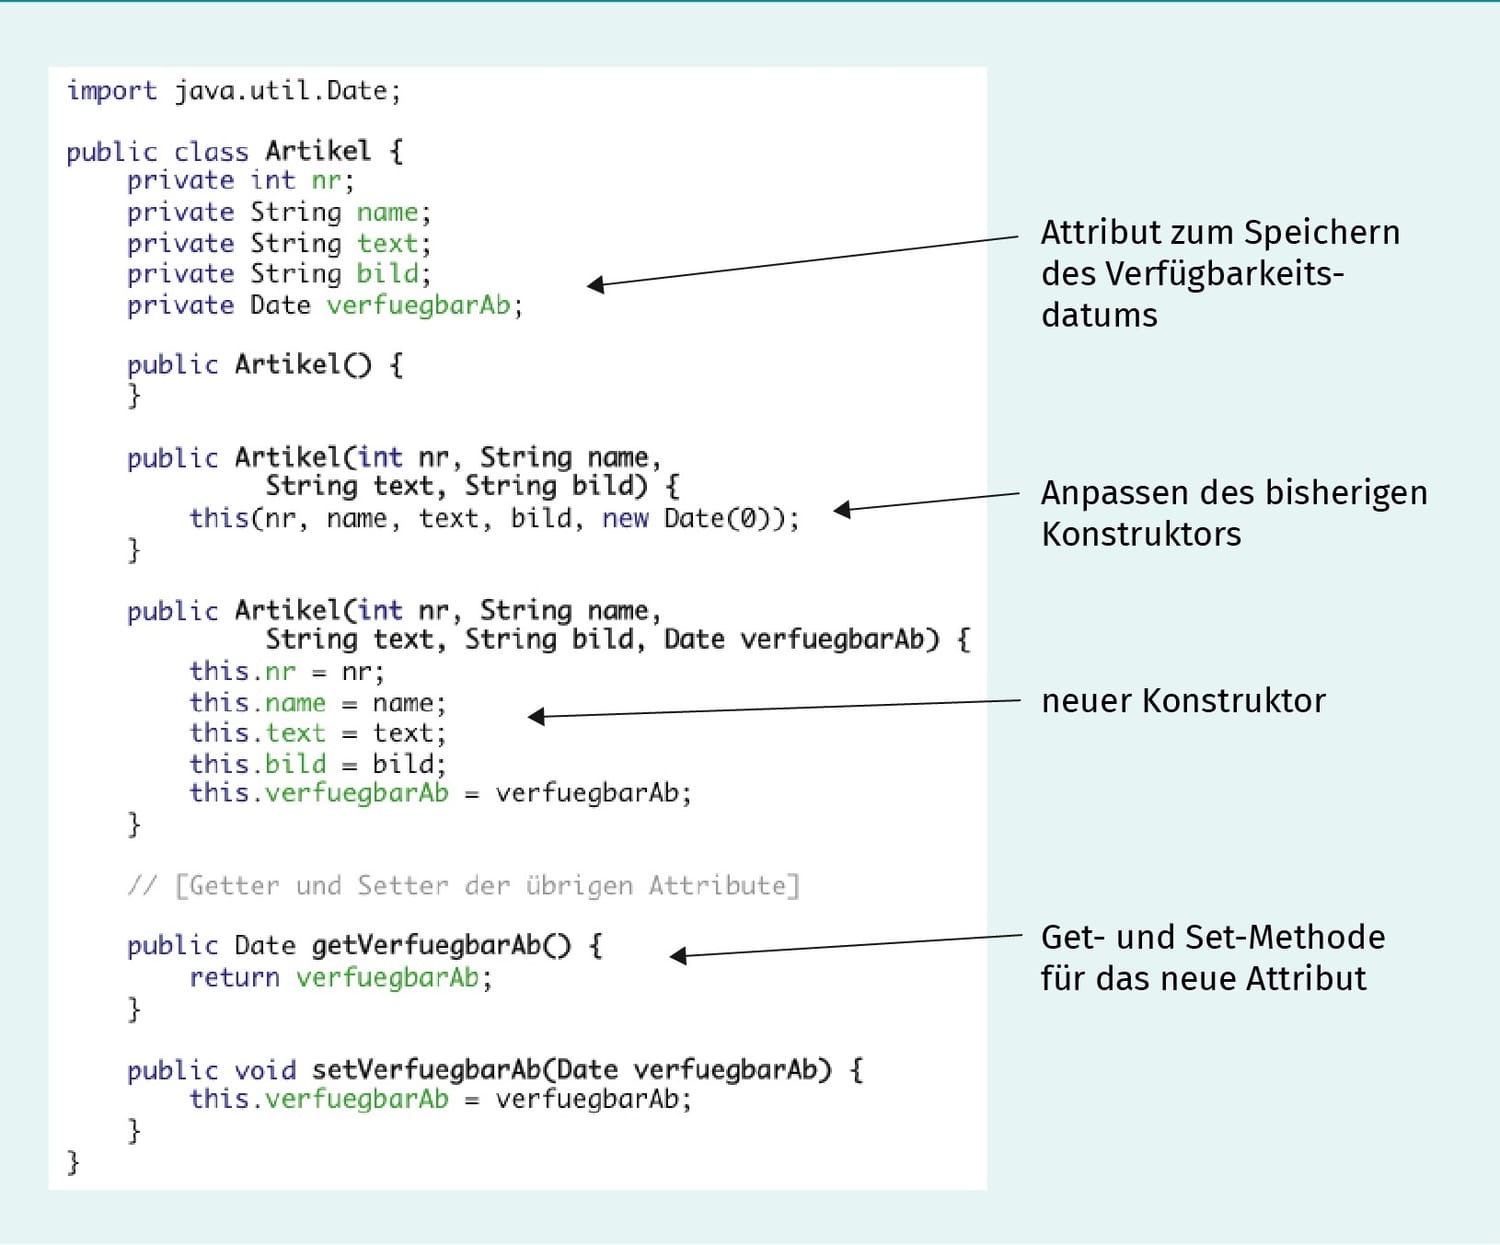 import java.util.Date;
public class Artikel {
private int nr;
private String name;
private String text;
private String bild;
private Date verfuegbarAb;
public Artikel() {
}
public Artikel(int nr, String name,
String text, String bild) {
this(nr, name, text, bild, new Date(0));
}
public Artikel(int nr, String name,
String text, String bild, Date verfuegbarAb) {
this.nr = nr;
this.name = name;
this.text = text;
this.bild = bild;
this.verfuegbarAb = verfuegbarAb;
}
// [Getter und Setter der übrigen Attribute]
public Date getVerfuegbarAb() {
return verfuegbarAb;
}
public void setVerfuegbarAb(Date verfuegbarAb) {
this.verfuegbarAb = verfuegbarAb;
}
}
Attribut zum Speichern
des Verfügbarkeits-
datums
Anpassen des bisherigen
Konstruktors
neuer Konstruktor
Get- und Set-Methode
für das neue Attribut